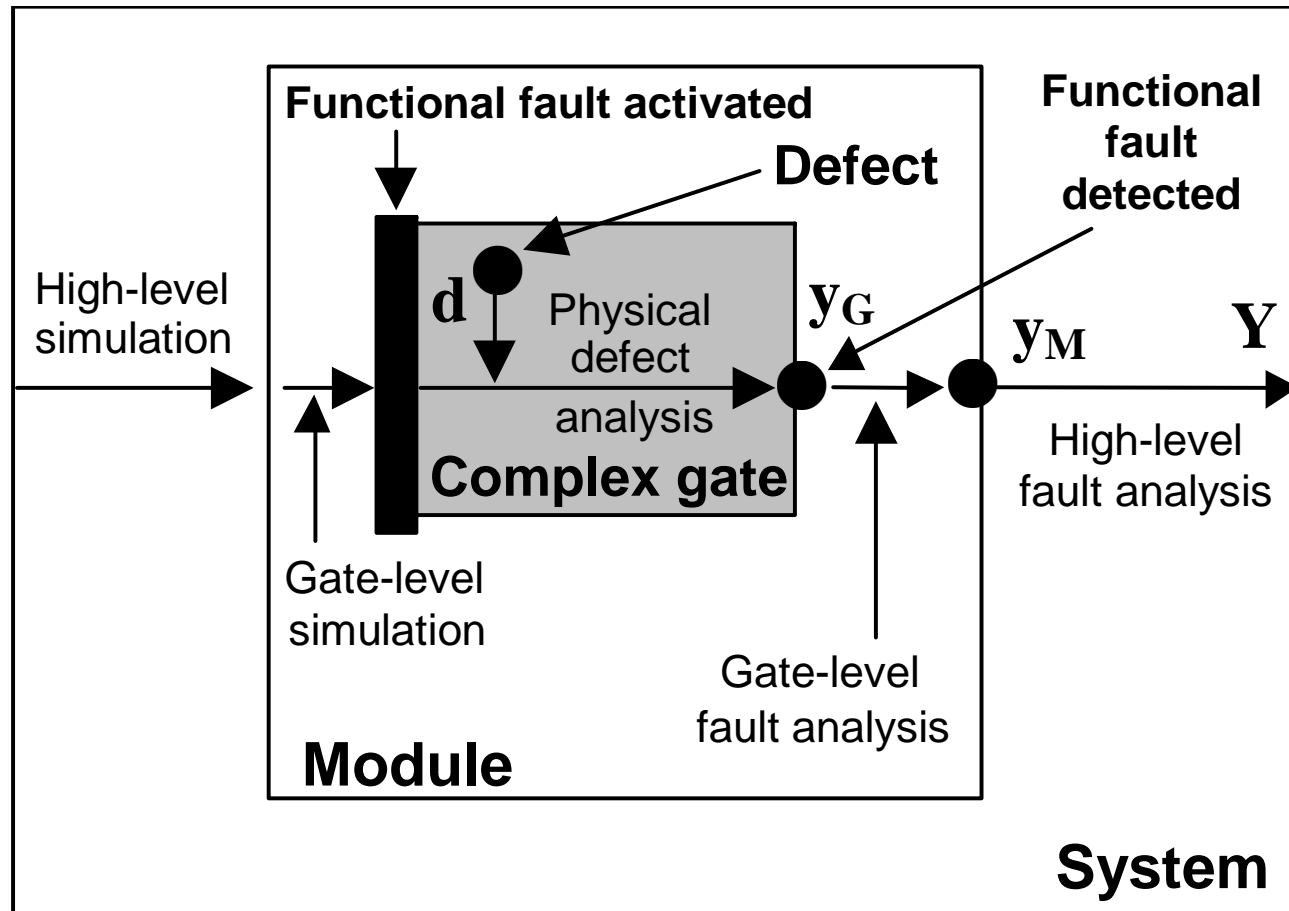 Functional fault activated
Functional
fault
detected
Defect
High-level
simulation
d
Physical
defect
analysis
Complex gate
yG
yM
Y
High-level
fault analysis
Gate-level
simulation
Gate-level
fault analysis
Module
System